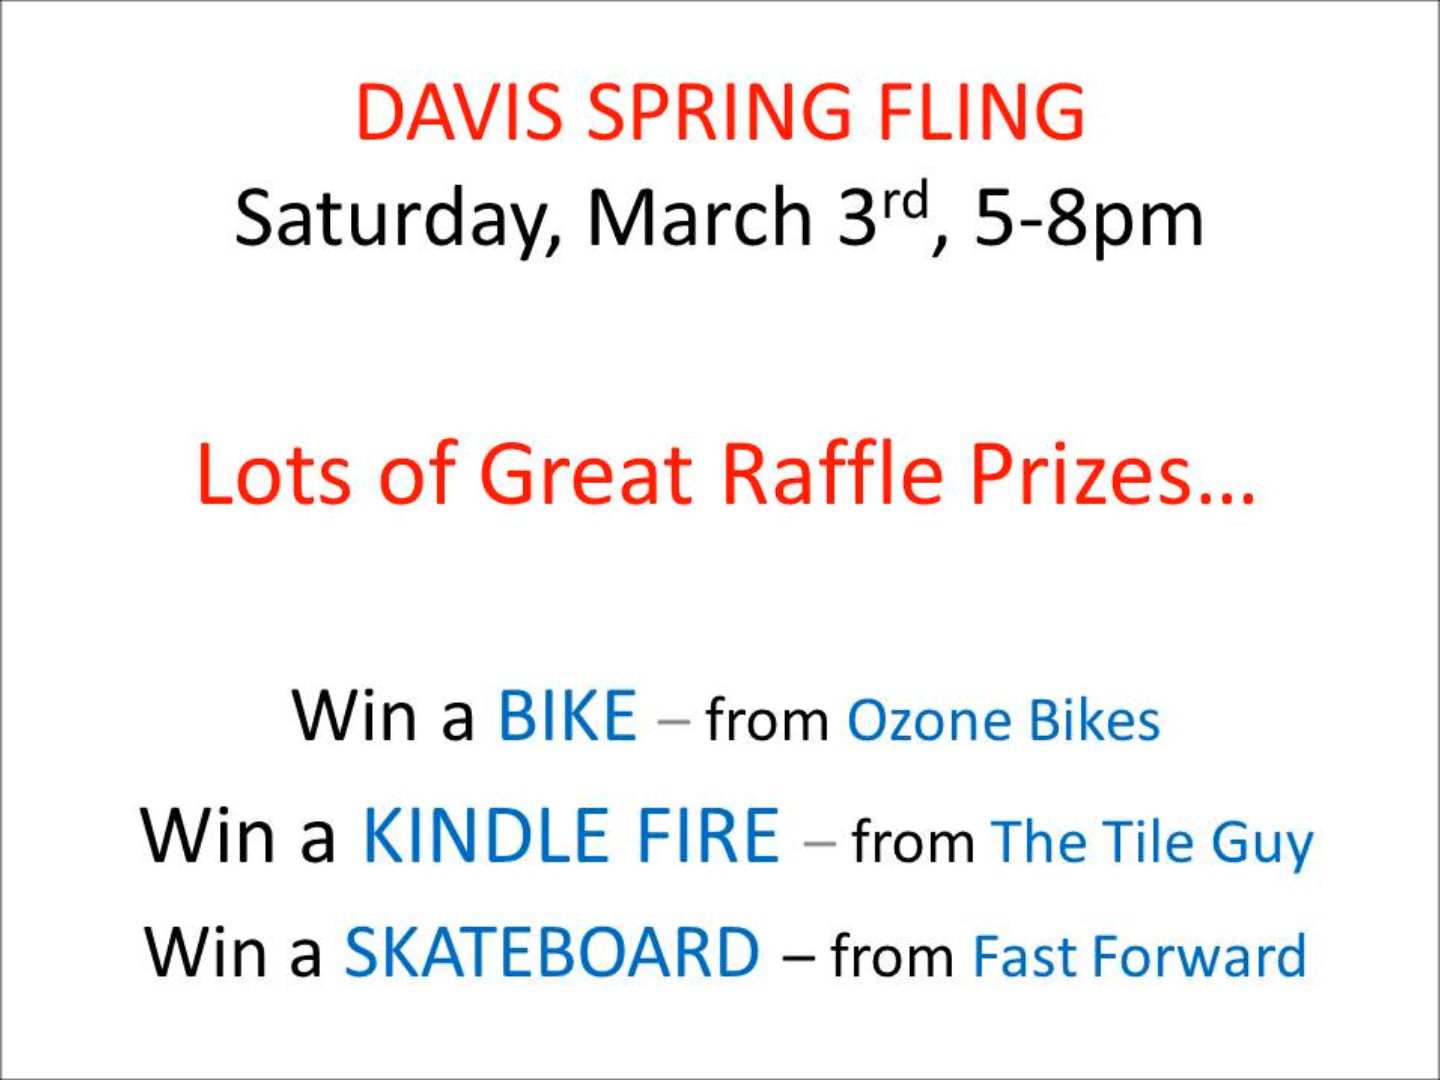 DAVIS SPRING FLING
Saturday, March 3rd, 5-8pm
Lots of Great Raffle Prizes...
Win a BIKE – from Ozone Bikes
Win a KINDLE FIRE – from The Tile Guy
Win a SKATEBOARD – from Fast Forward